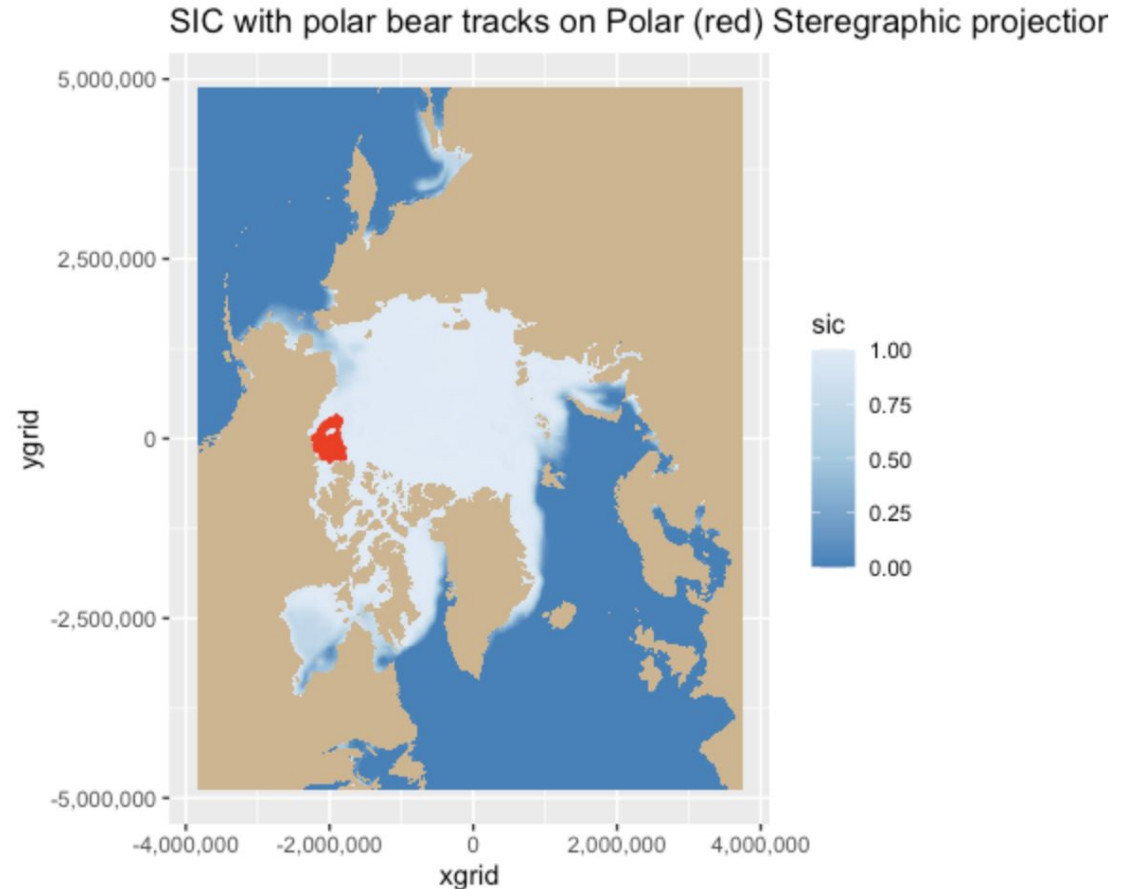 SIC with polar bear tracks on Polar (red) Steregraphic projection
5,000,000
2,500,000
0
-2,500,000
-5,000,000
ygrid
-4,000,000 -2,000,000 0 2,000,000 4,000,000
xgrid
sic
1.00
0.75
0.50
0.25
0.00